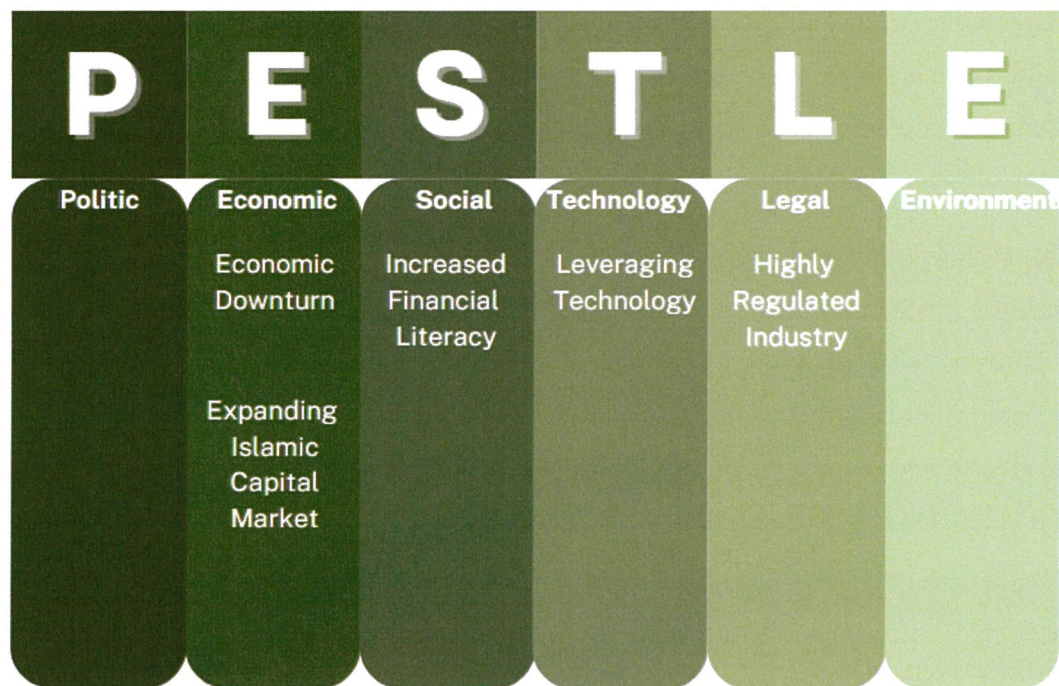 P E S T L E
Politic
Economic
Social
Technology
Legal
Environment
Economic
Downturn
Expanding
Islamic
Capital
Market
Increased
Financial
Literacy
Leveraging
Technology
Highly
Regulated
Industry